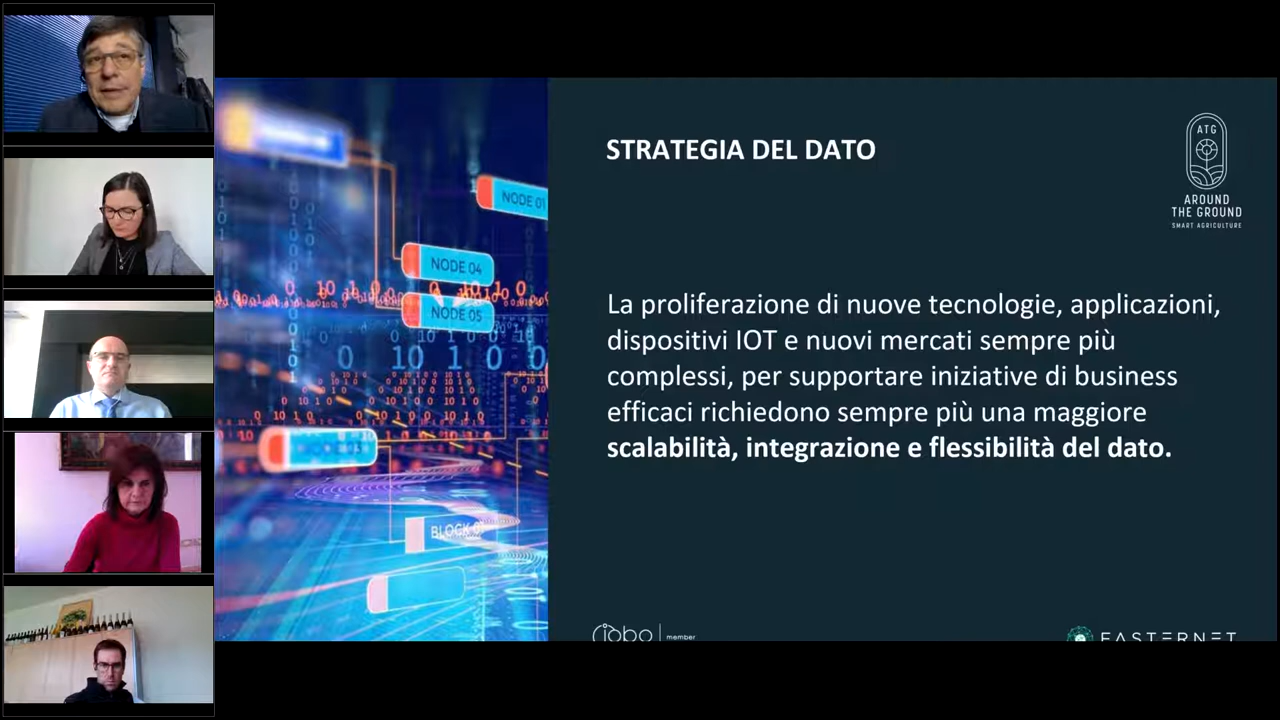 STRATEGIA DEL DATO
ATG
AROUND
THE GROUND
SMART AGRICULTURE
La proliferazione di nuove tecnologie, applicazioni,
dispositivi IOT e nuovi mercati sempre più
complessi, per supportare iniziative di business
efficaci richiedono sempre più una maggiore
scalabilità, integrazione e flessibilità del dato.
NODE 01
NODE 04
NODE 05
BLOCK
member
EASTERNET